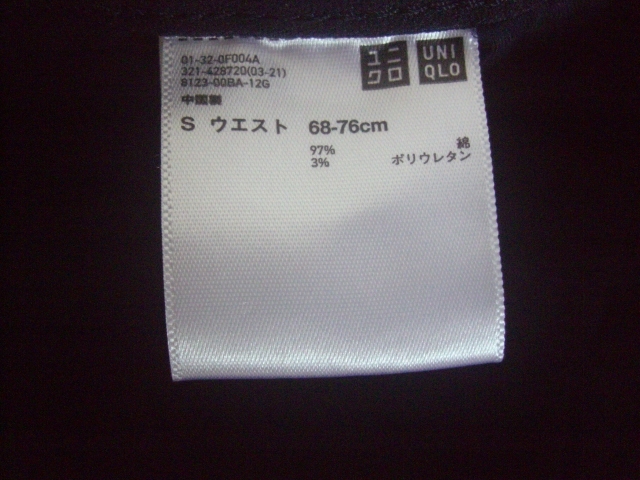 01-32-0F004A
321-428720(03-21)
8123-00BA-12G
中国製
ユニ
クロ
UNI
QLO
S ウエスト 68-76cm
97% 綿
3% ポリウレタン